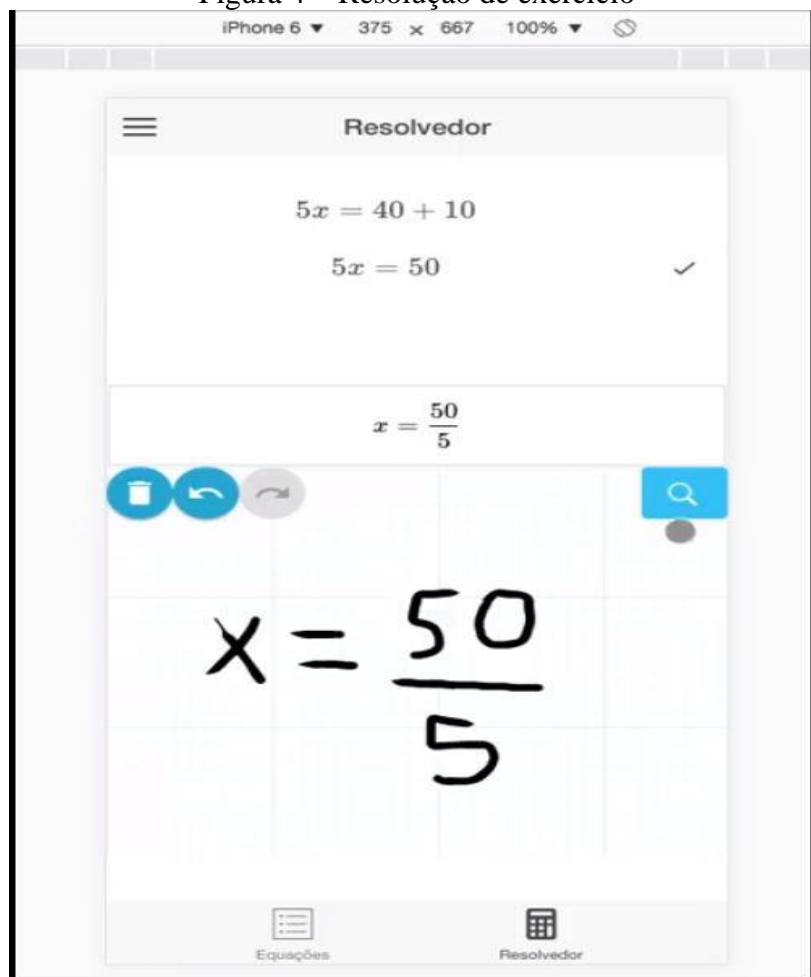 Figura 4 – Resolução de exercício
iPhone 6 ▼ 375 × 667 100% ▼
Resolvedor
5x = 40 + 10
5x = 50 ✓
x = 50/5
x = 50/5
Equações Resolvedor